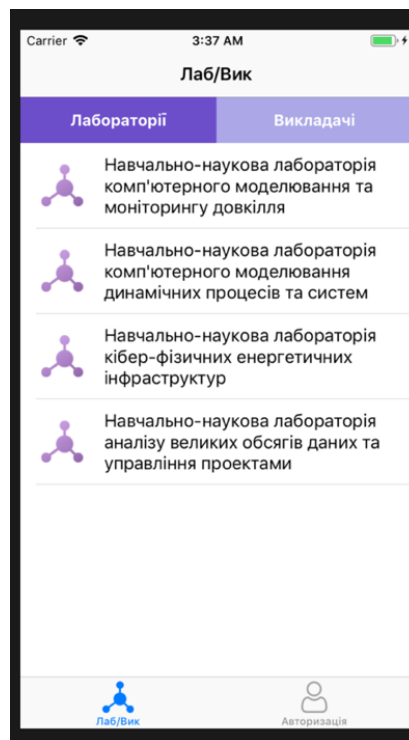 Carrier 3:37 AM
Лаб/Вик
Лабораторії Викладачі
Навчально-наукова лабораторія
комп'ютерного моделювання та
моніторингу довкілля
Навчально-наукова лабораторія
комп'ютерного моделювання
динамічних процесів та систем
Навчально-наукова лабораторія
кібер-фізичних енергетичних
інфраструктур
Навчально-наукова лабораторія
аналізу великих обсягів даних та
управління проектами
Лаб/Вик Авторизація